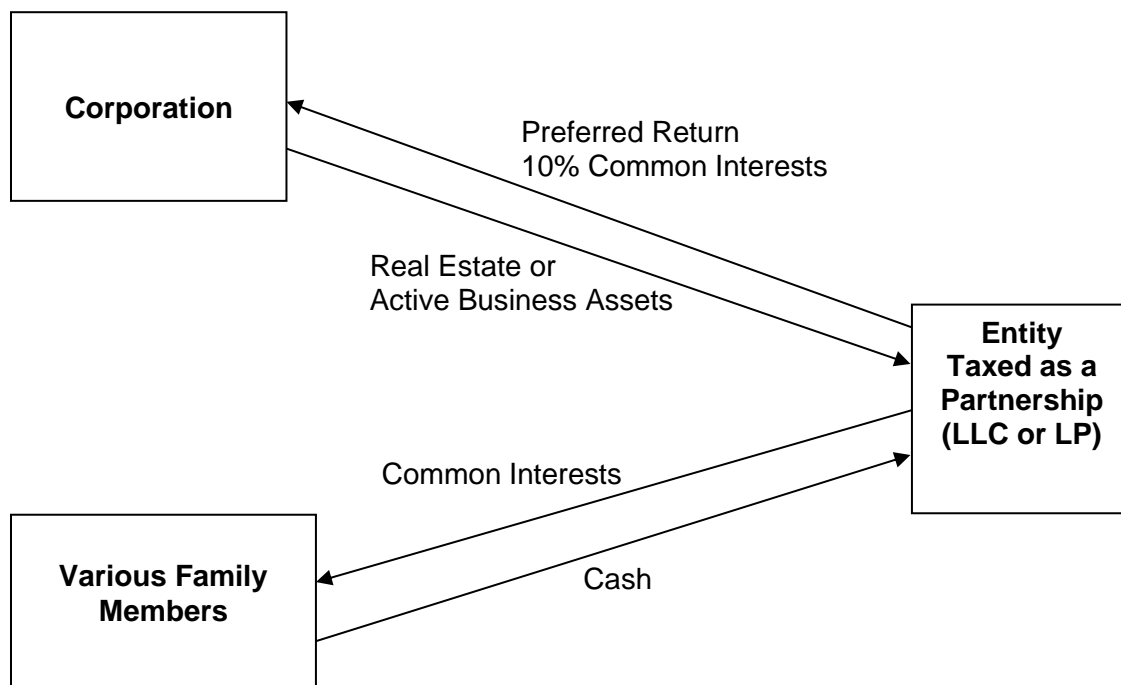 Corporation
Preferred Return
10% Common Interests
Real Estate or
Active Business Assets
Entity
Taxed as a
Partnership
(LLC or LP)
Common Interests
Various Family
Members
Cash